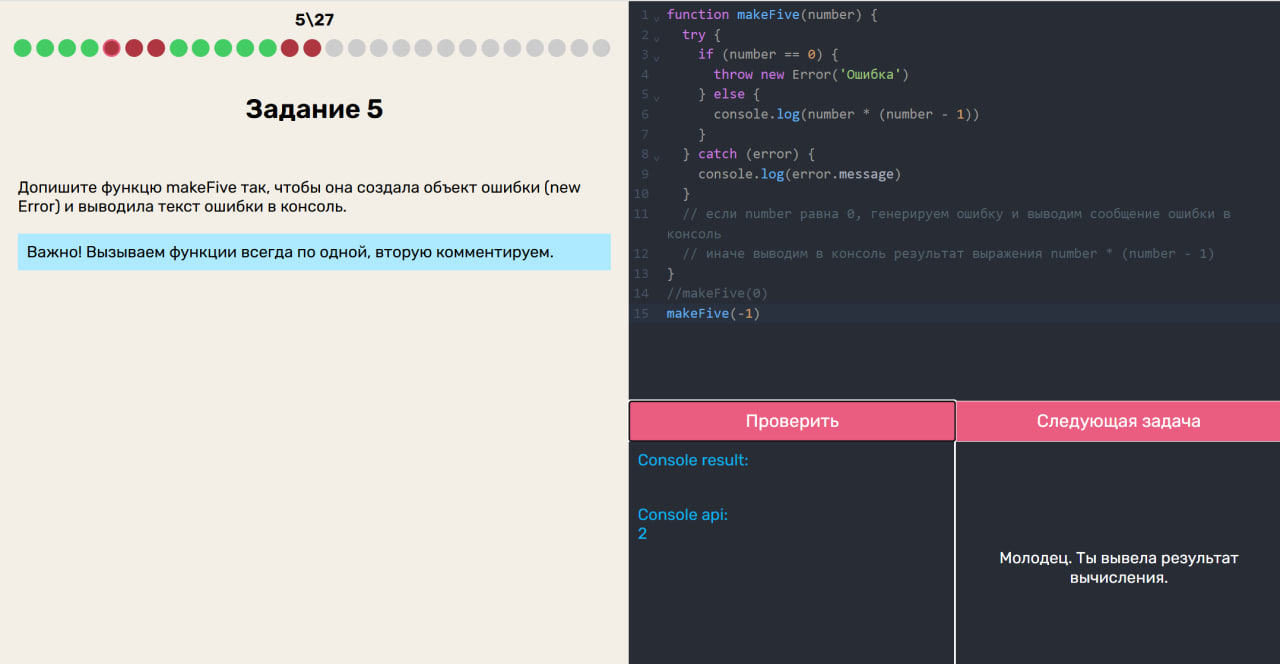 5\27
Задание 5
Допишите функцю makeFive так, чтобы она создала объект ошибки (new
Error) и выводила текст ошибки в консоль.
Важно! Вызываем функции всегда по одной, вторую комментируем.
1 function makeFive(number) {
2 try {
3 if (number == 0) {
4 throw new Error('Ошибка')
5 } else {
6 console.log(number * (number - 1))
7 }
8 } catch (error) {
9 console.log(error.message)
10 }
11 // если number равна 0, генерируем ошибку и выводим сообщение ошибки в
консоль
12 // иначе выводим в консоль результат выражения number * (number - 1)
13 }
14 //makeFive(0)
15 makeFive(-1)
Проверить
Следующая задача
Console result:
Console api:
2
Молодец. Ты вывела результат
вычисления.